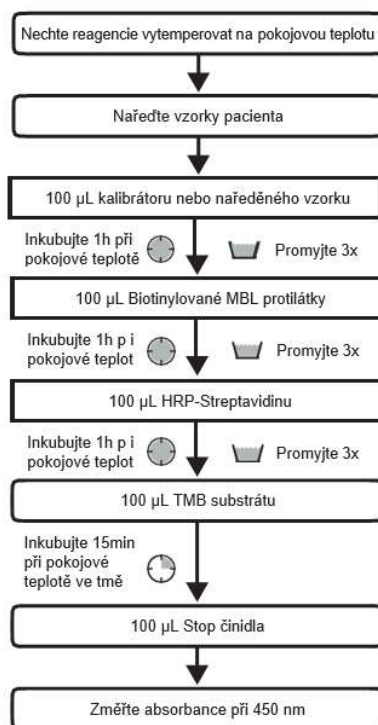 Nechte reagencie vytemperovat na pokojovou teplotu
Nařeďte vzorky pacienta
100 µL kalibrátoru nebo naředěného vzorku
Inkubujte 1h při
pokojové teplotě
Promyjte 3x
100 µL Biotinylované MBL protilátky
Inkubujte 1h p i
pokojové teplot
Promyjte 3x
100 µL HRP-Streptavidinu
Inkubujte 1h p i
pokojové teplot
Promyjte 3x
100 µL TMB substrátu
Inkubujte 15min
při pokojové
teplotě ve tmě
100 µL Stop činidla
Změřte absorbance při 450 nm